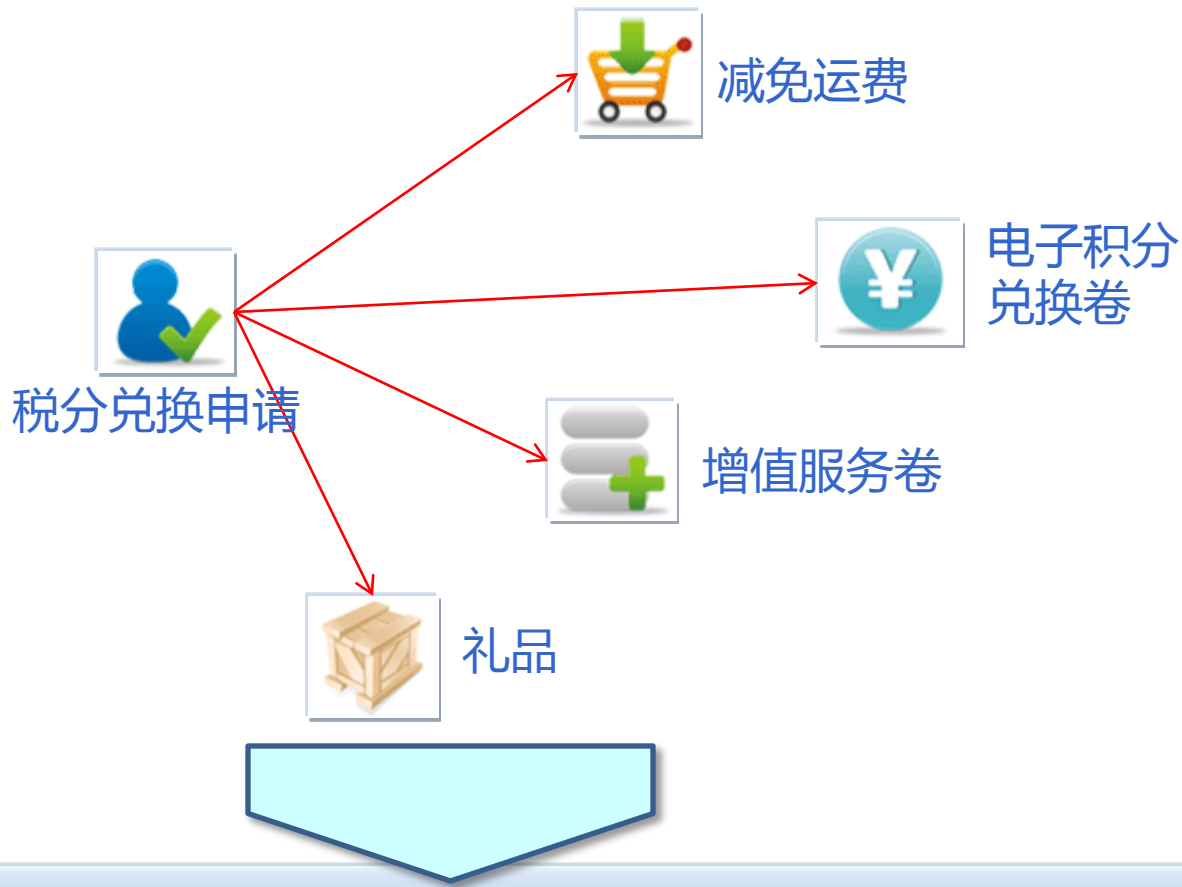 减免运费
电子积分
兑换卷
税分兑换申请
增值服务卷
礼品